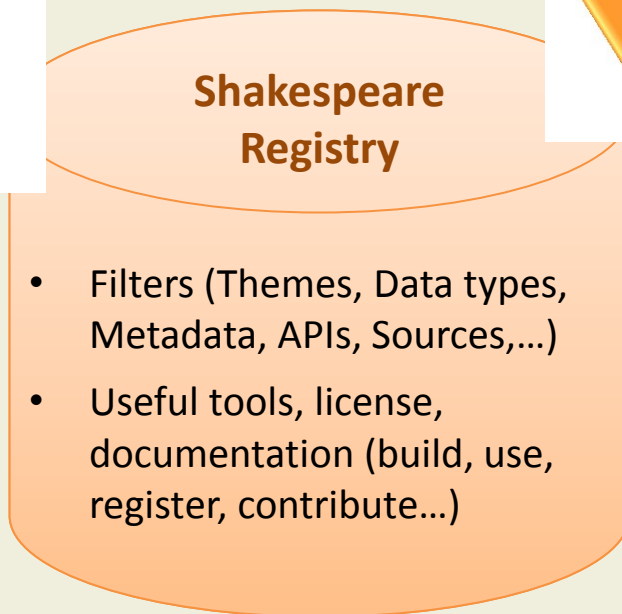 Shakespeare
Registry
• Filters (Themes, Data types,
Metadata, APIs, Sources,…)
• Useful tools, license,
documentation (build, use,
register, contribute…)